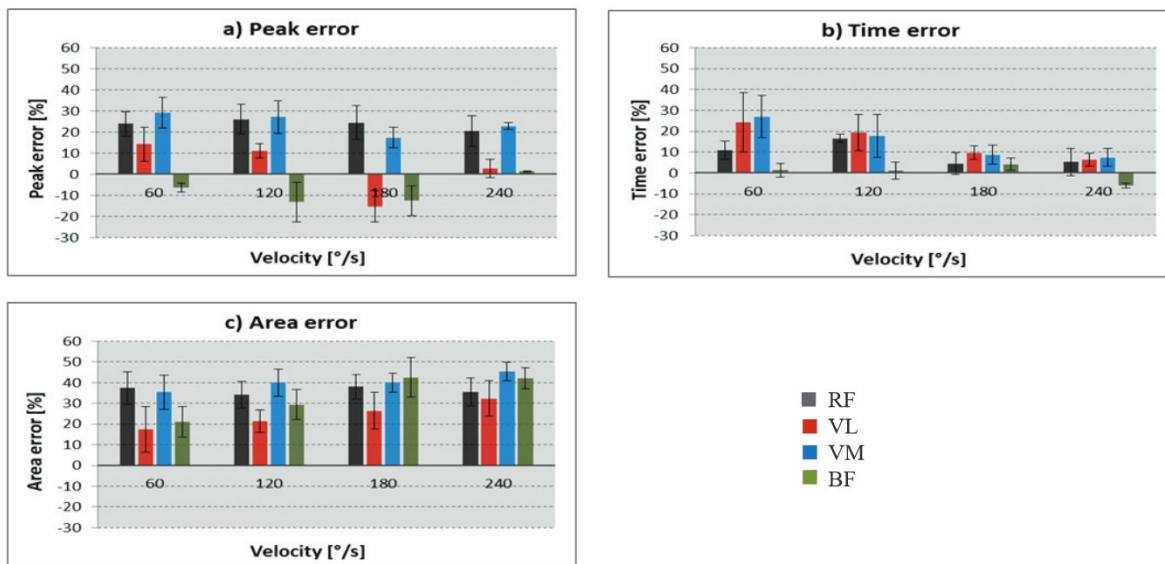 a) Peak error
60
50
40
30
20
10
0
-10
-20
-30
Peak error [%]
60 120 180 240
Velocity [°/s]
b) Time error
60
50
40
30
20
10
0
-10
-20
-30
Time error [%]
60 120 180 240
Velocity [°/s]
c) Area error
60
50
40
30
20
10
0
-10
-20
-30
Area error [%]
60 120 180 240
Velocity [°/s]
RF
VL
VM
BF